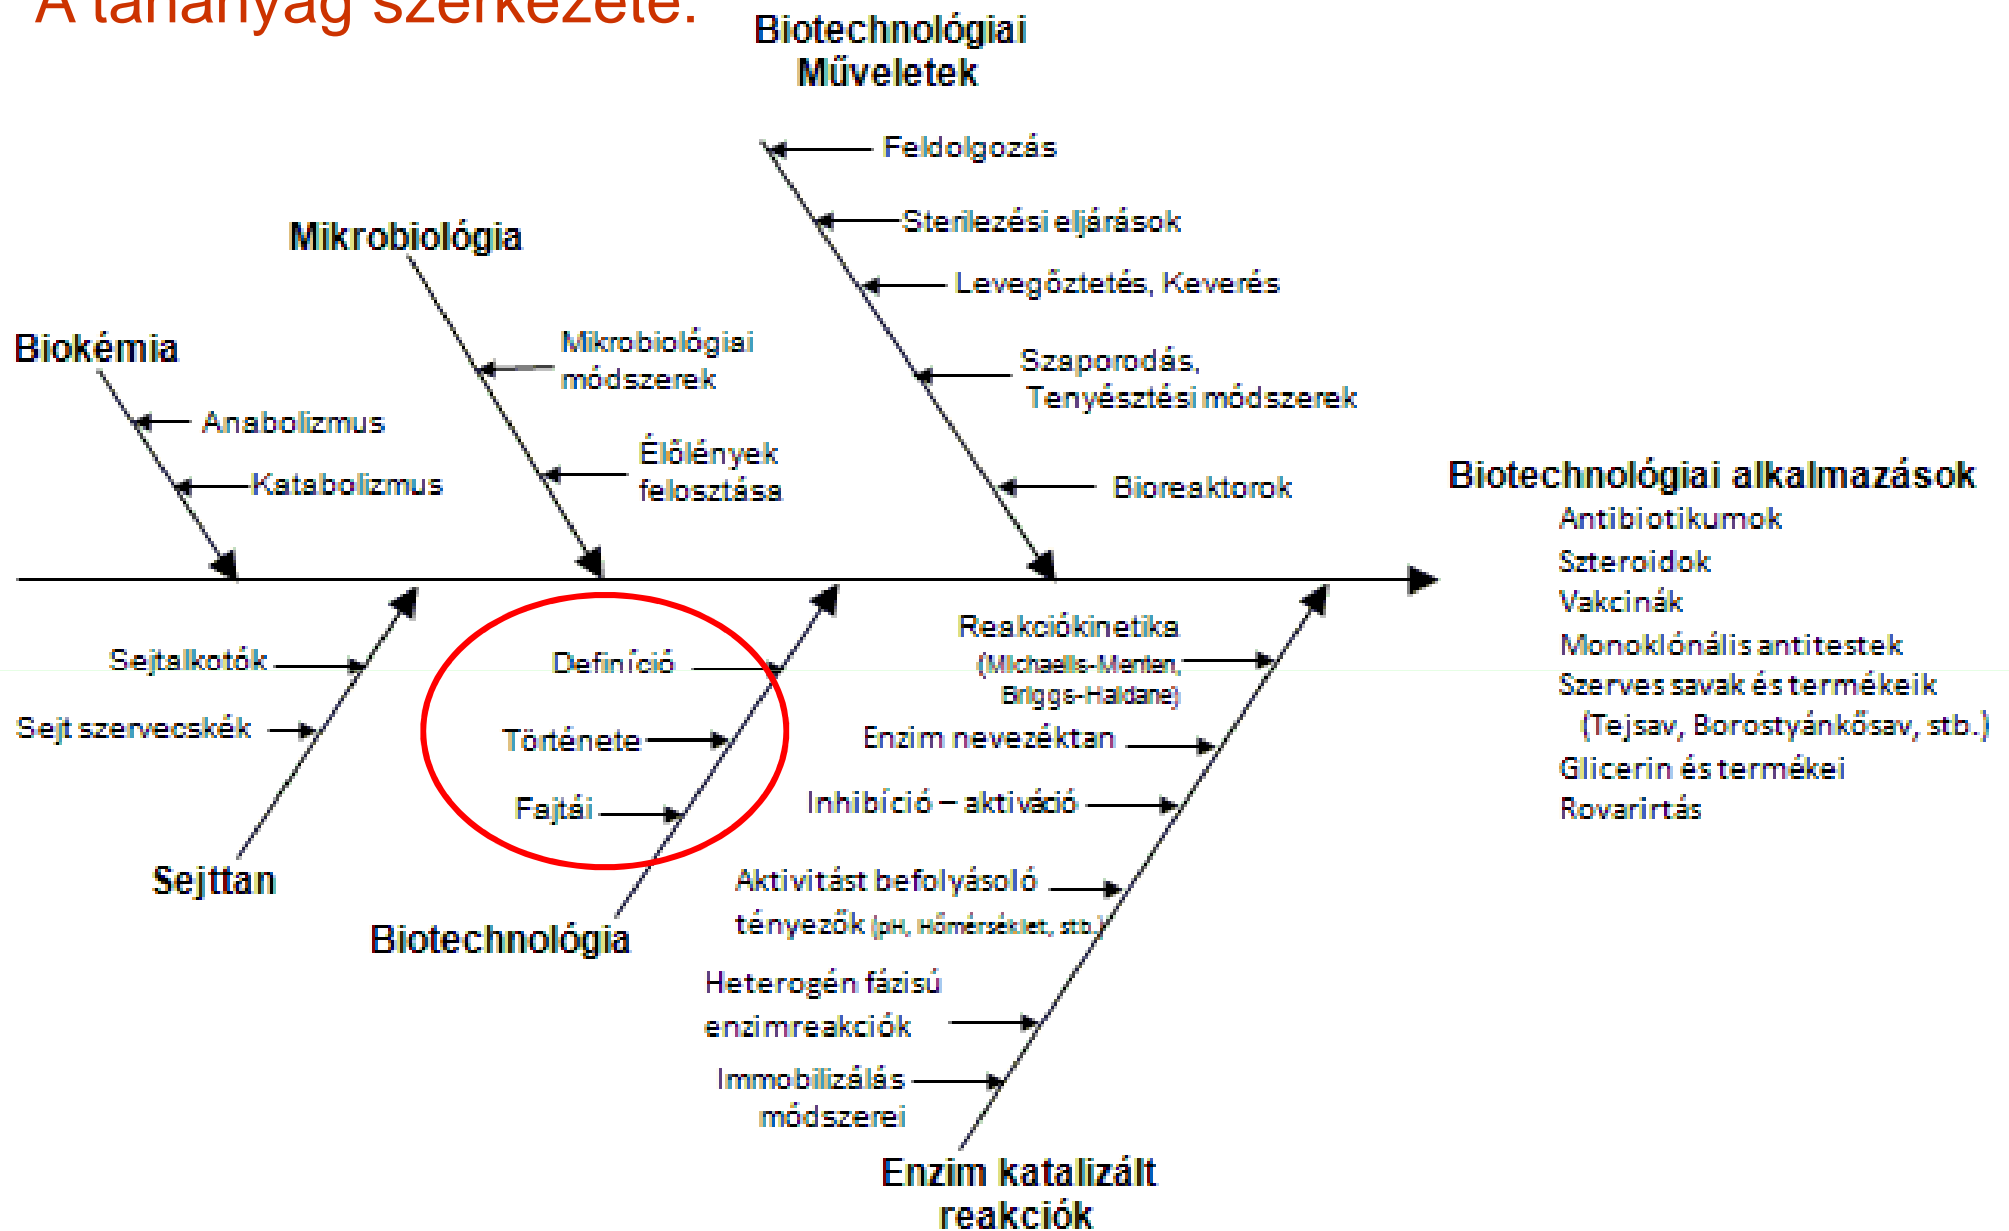 A tananyag szerkezete:
Biotechnológiai
Műveletek
Feldolgozás
Sterilezési eljárások
Levegőztetés, Keverés
Szaporodás,
Tenyésztési módszerek
Bioreaktorok
Mikrobiológia
Mikrobiológiai
módszerek
Élőlények
felosztása
Biokémia
Anabolizmus
Katabolizmus
Biotechnológiai alkalmazások
Antibiotikumok
Szteroidok
Vakcinák
Monoklónális antitestek
Szerves savak és termékeik
(Tejsav, Borostyánkősav, stb.)
Glicerin és termékei
Rovarirtás
Sejtalkotók
Sejt szervecskék
Sejttan
Definíció
Története
Fajtái
Biotechnológia
Reakciókinetika
(Michaelis-Menten,
Briggs-Haldane)
Enzim nevezéktan
Inhibíció – aktiváció
Aktivitást befolyásoló
tényezők (pH, Hőmérséklet, stb.)
Heterogén fázisú
enzimreakciók
Immobilizálás
módszerei
Enzim katalizált
reakciók